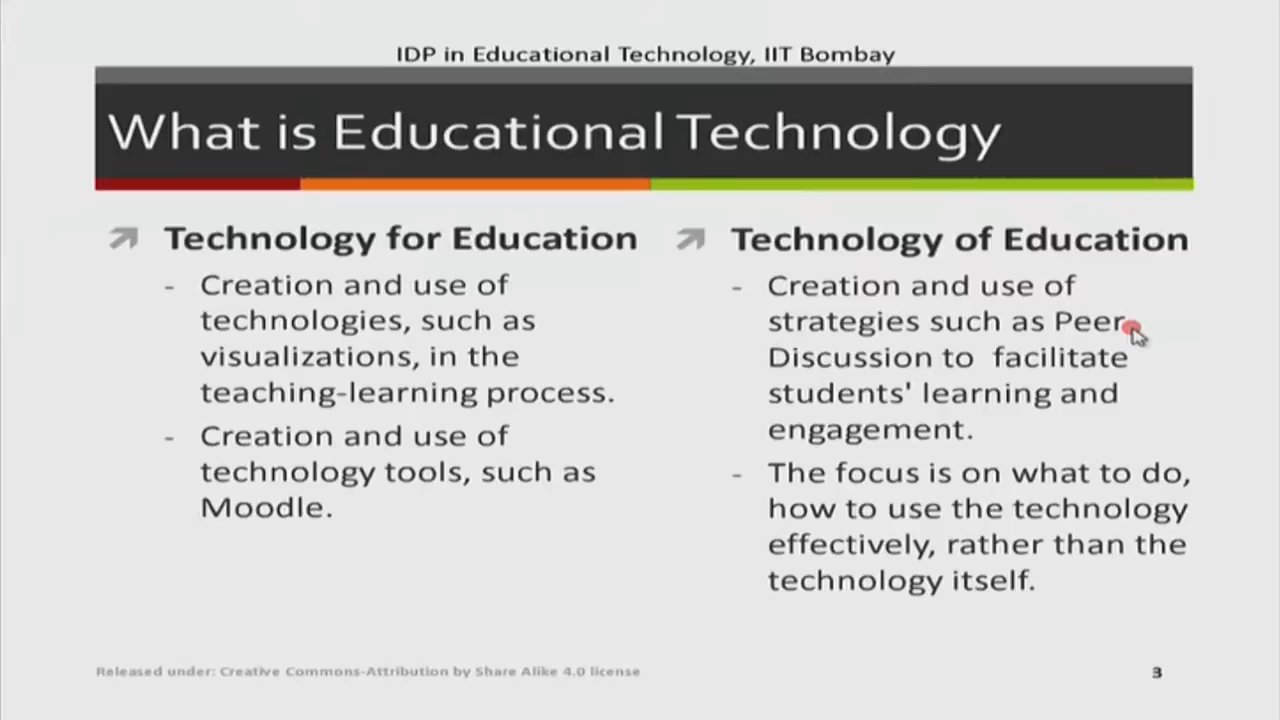 IDP in Educational Technology, IIT Bombay
What is Educational Technology
Technology for Education
- Creation and use of
technologies, such as
visualizations, in the
teaching-learning process.
- Creation and use of
technology tools, such as
Moodle.
Technology of Education
- Creation and use of
strategies such as Peer
Discussion to facilitate
students' learning and
engagement.
- The focus is on what to do,
how to use the technology
effectively, rather than the
technology itself.
Released under: Creative Commons-Attribution by Share Alike 4.0 license
3